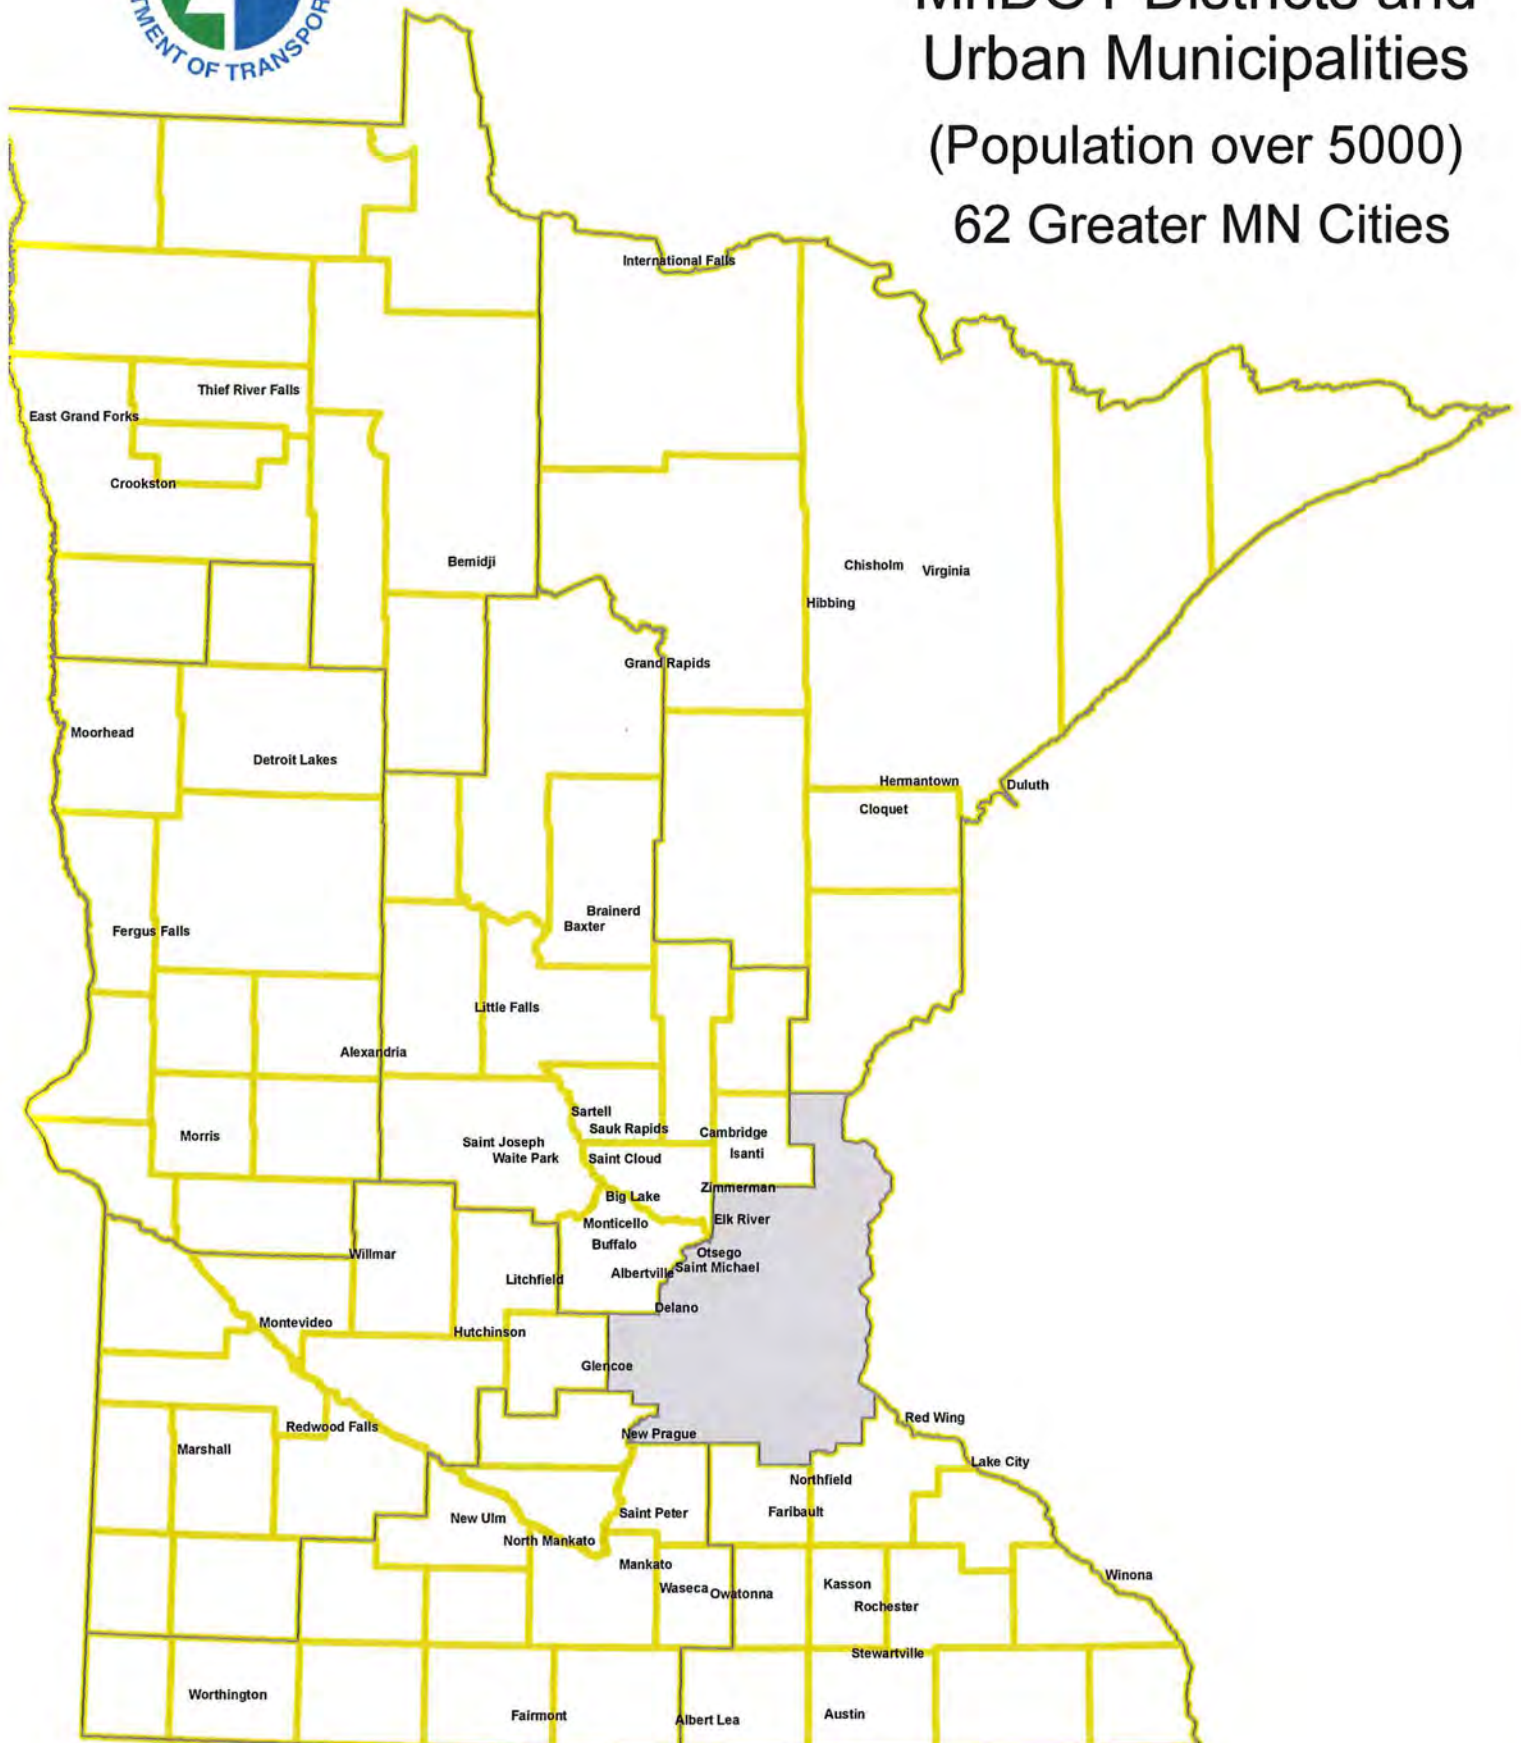 MnDOT Districts and
Urban Municipalities
(Population over 5000)
62 Greater MN Cities
OF TRANSPOR
International Falls
Thief River Falls
East Grand Forks
Crookston
Bemidji
Chisholm
Virginia
Hibbing
Grand Rapids
Moorhead
Detroit Lakes
Hermantown
Duluth
Cloquet
Brainerd
Baxter
Fergus Falls
Little Falls
Alexandria
Sartell
Sauk Rapids
Cambridge
Morris
Saint Joseph
Isanti
Waite Park
Saint Cloud
Zimmerman
Big Lake
Elk River
Monticello
Buffalo
Otsego
Willmar
Saint Michael
Albertville
Litchfield
Delano
Montevideo
Hutchinson
Glencoe
Red Wing
Redwood Falls
New Prague
Marshall
Lake City
Northfield
Faribault
Saint Peter
New Ulm
North Mankato
Mankato
Winona
Kasson
Waseca
Owatonna
Rochester
Stewartville
Worthington
Austin
Fairmont
Albert Lea